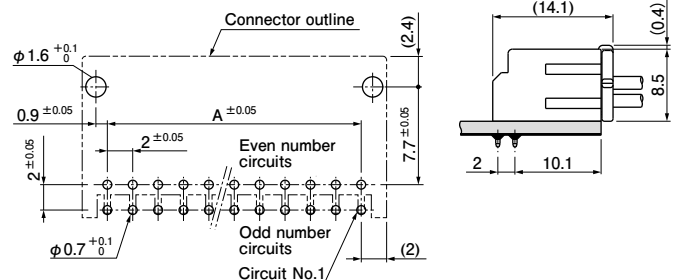 Connector outline
(14.1)
(0.4)
(2.4)
φ1.6 +0.1 0
8.5
0.9 ±0.05
A ±0.05
2 ±0.05
7.7 ±0.05
Even number
circuits
2 ±0.05
2
10.1
Odd number
circuits
φ0.7 +0.1 0
(2)
Circuit No.1